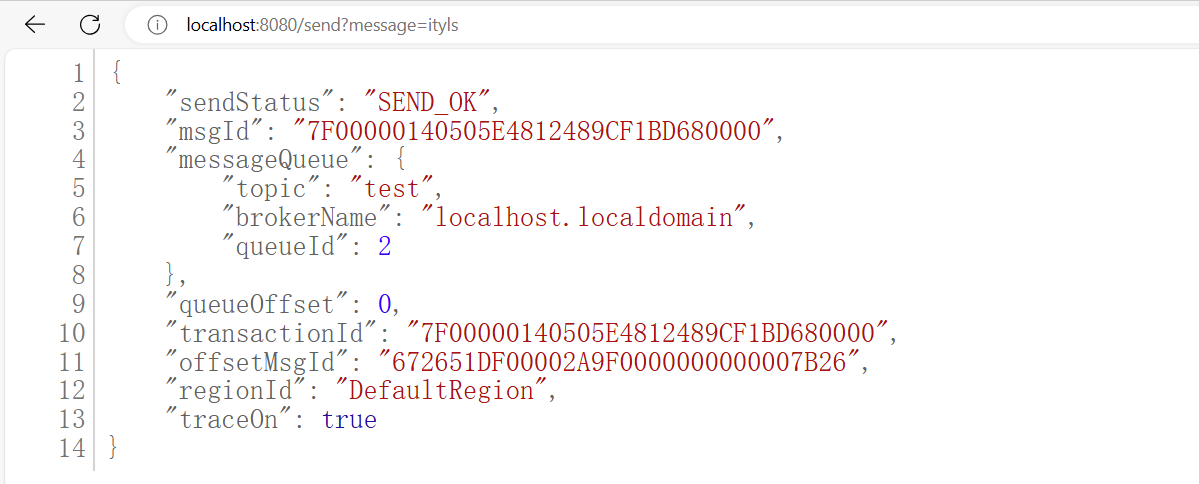 localhost:8080/send?message=ityls
1 {
2 "sendStatus": "SEND_OK",
3 "msgId": "7F00000140505E4812489CF1BD680000",
4 "messageQueue": {
5 "topic": "test",
6 "brokerName": "localhost.localdomain",
7 "queueId": 2
8 },
9 "queueOffset": 0,
10 "transactionId": "7F00000140505E4812489CF1BD680000",
11 "offsetMsgId": "672651DF00002A9F0000000000007B26",
12 "regionId": "DefaultRegion",
13 "traceOn": true
14 }